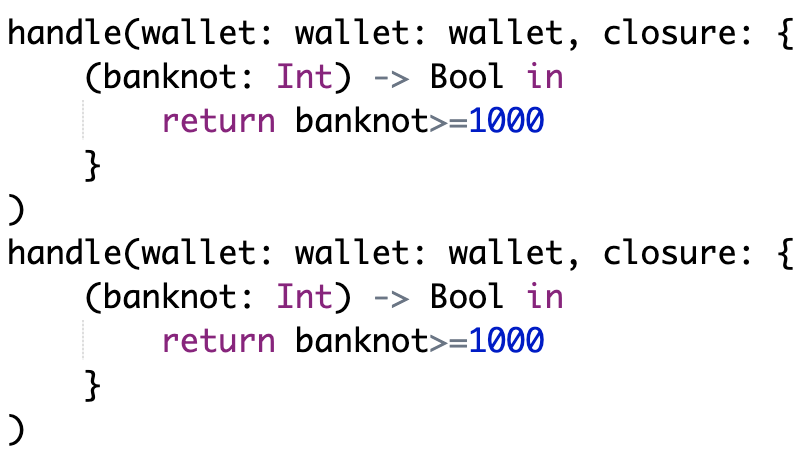 handle(wallet: wallet: wallet, closure: {
    (banknot: Int) -> Bool in
        return banknot>=1000
    }
)
handle(wallet: wallet: wallet, closure: {
    (banknot: Int) -> Bool in
        return banknot>=1000
    }
)